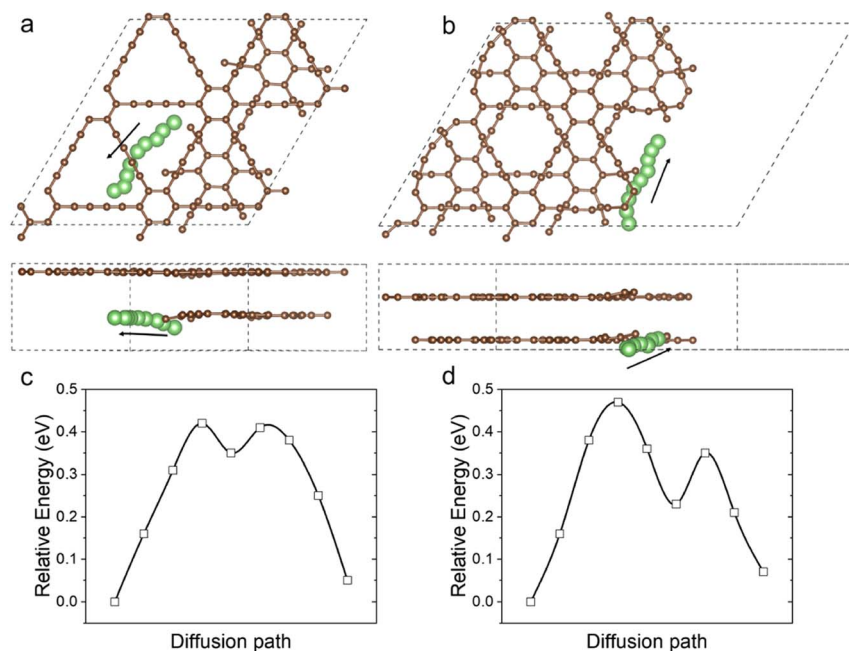 a
b
c
d
0.5
0.4
0.3
0.2
0.1
0.0
Relative Energy (eV)
Diffusion path
0.5
0.4
0.3
0.2
0.1
0.0
Relative Energy (eV)
Diffusion path